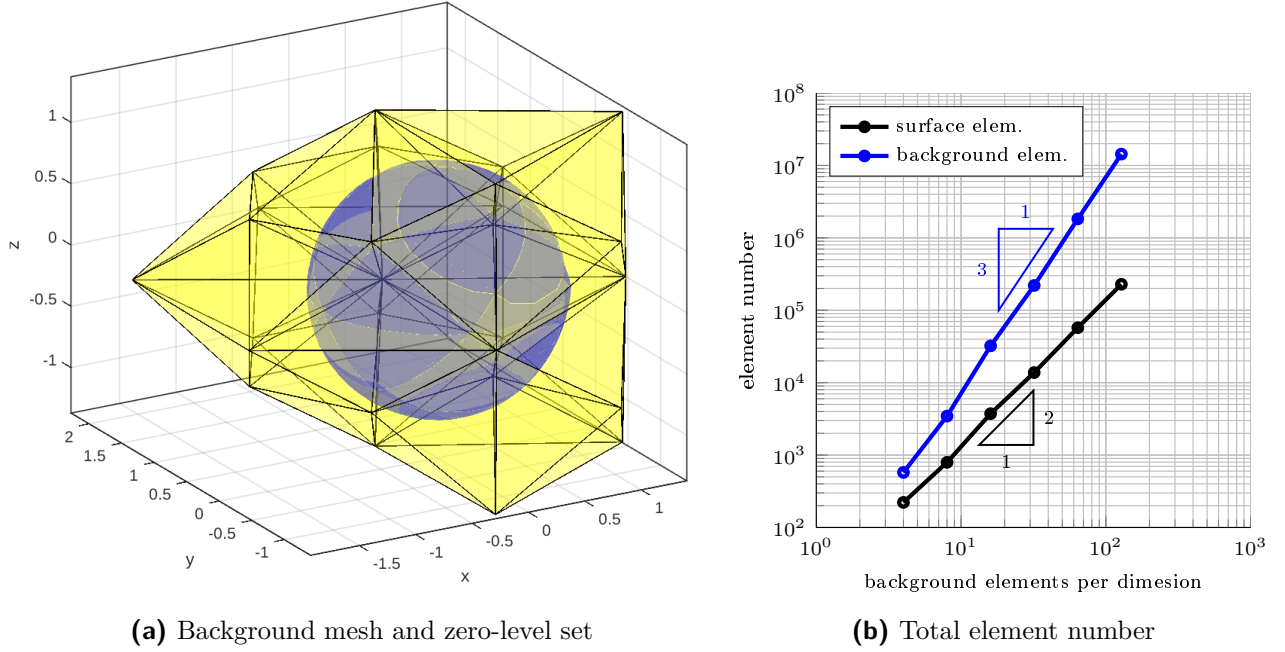 z
1
0.5
0
-0.5
-1
2
1.5
1
0.5
0
-0.5
-1
y
-1.5
-1
-0.5
0
0.5
1
x
(a) Background mesh and zero-level set
element number
10^8
10^7
10^6
10^5
10^4
10^3
10^2
surface elem.
background elem.
1
3
2
1
10^0 10^1 10^2 10^3
background elements per dimesion
(b) Total element number